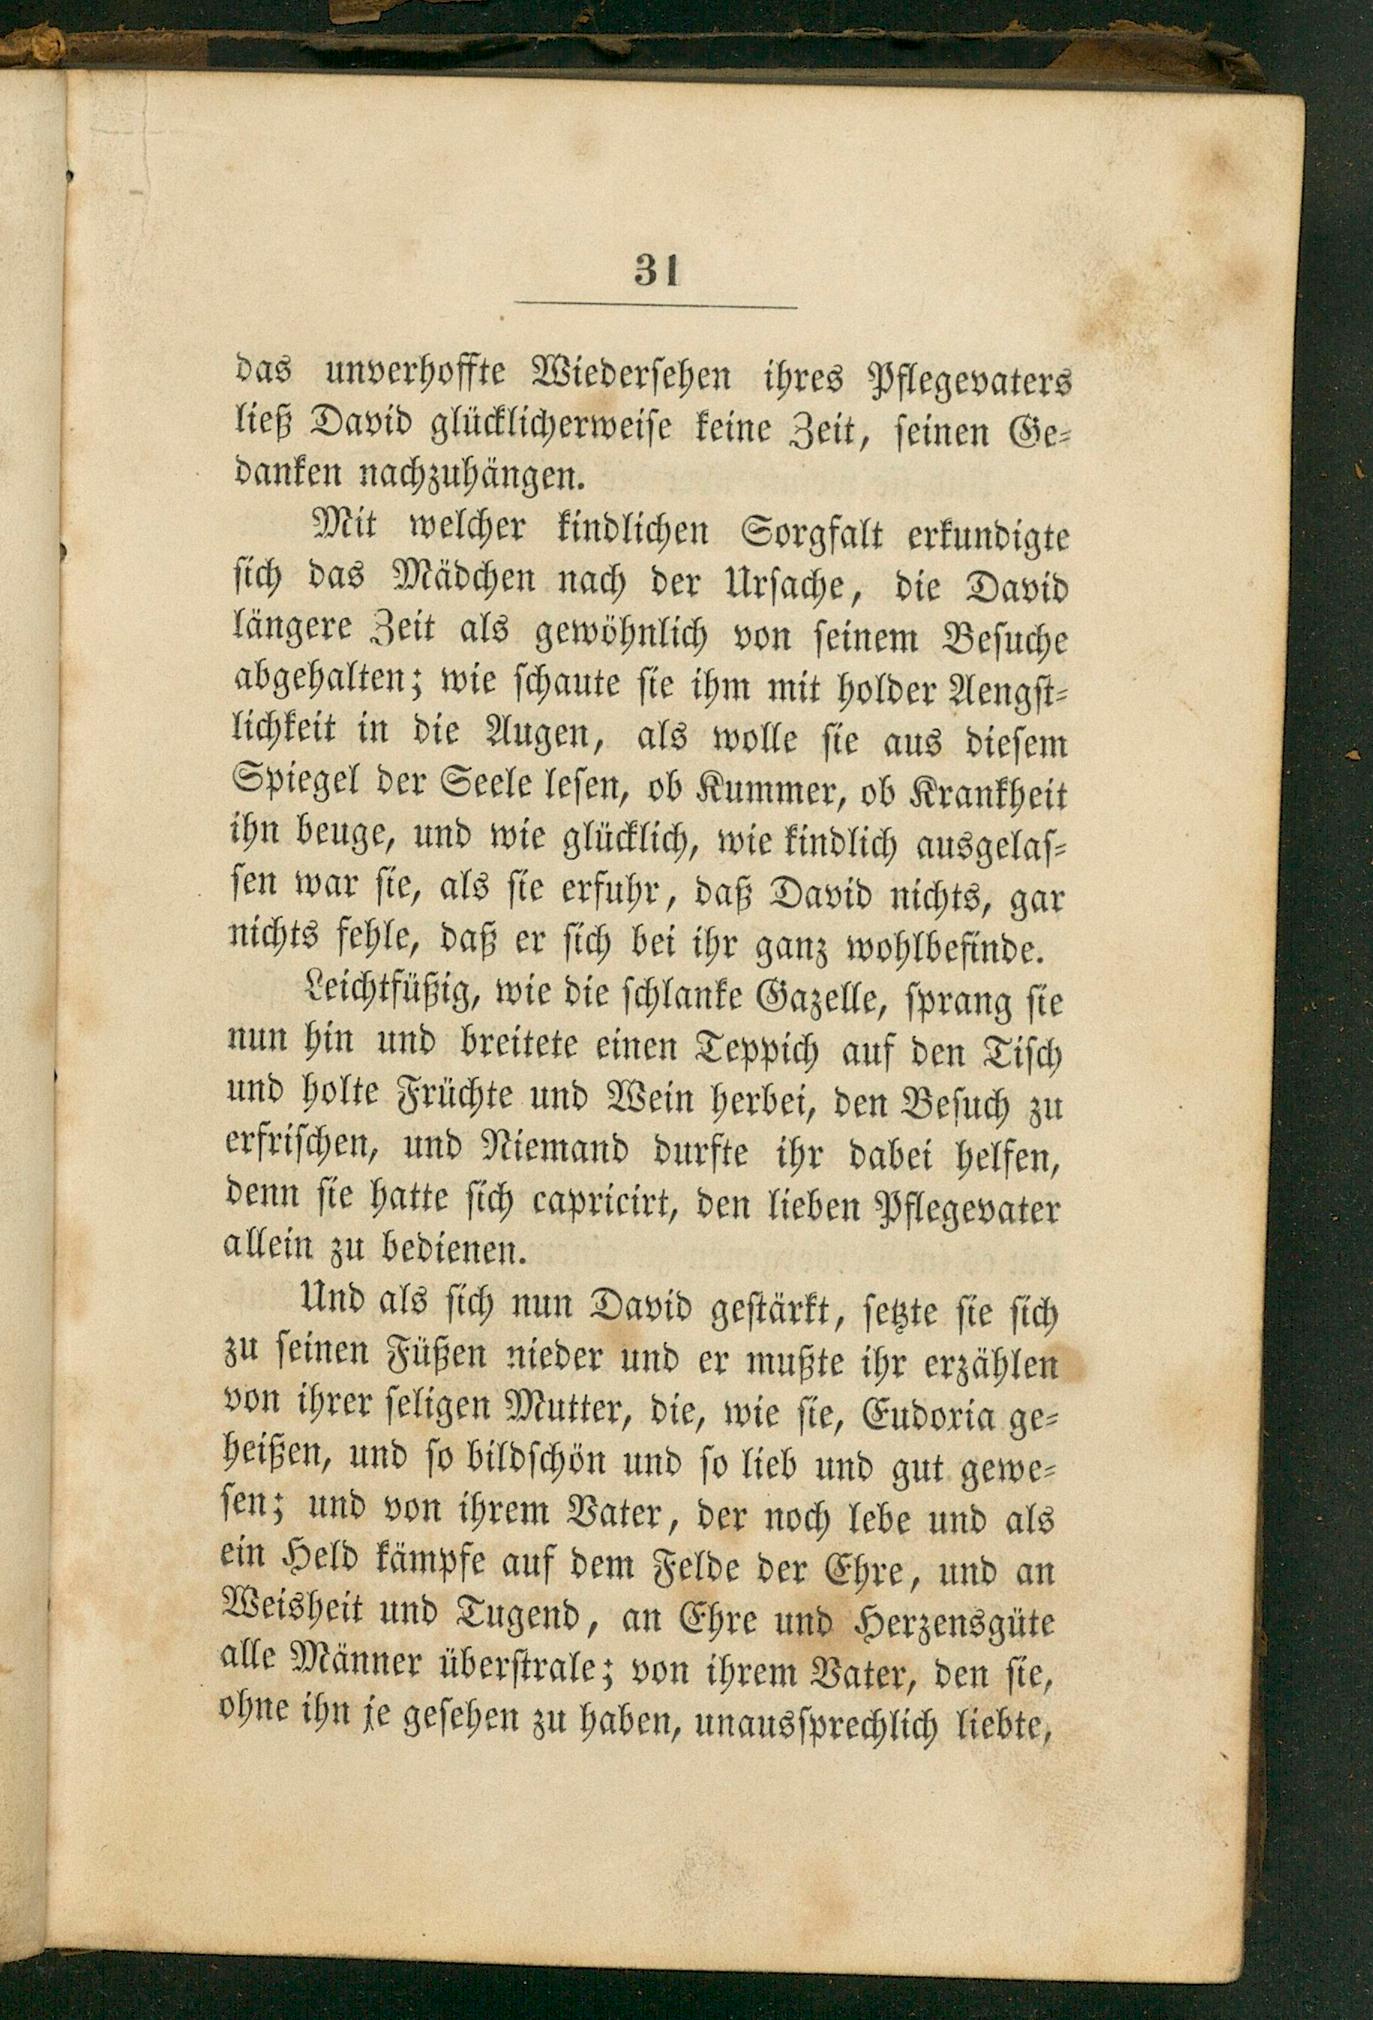 31
das unverhoffte Wiedersehen ihres Pflegevaters
ließ David glücklicherweise keine Zeit, seinen Ge-
danken nachzuhängen.
Mit welcher kindlichen Sorgfalt erkundigte
sich das Mädchen nach der Ursache, die David
längere Zeit als gewöhnlich von seinem Besuche
abgehalten; wie schaute sie ihm mit holder Aengst-
lichkeit in die Augen, als wolle sie aus diesem
Spiegel der Seele lesen, ob Kummer, ob Krankheit
ihn beuge, und wie glücklich, wie kindlich ausgelas-
sen war sie, als sie erfuhr, daß David nichts, gar
nichts fehle, daß er sich bei ihr ganz wohlbefinde.
Leichtfüßig, wie die schlanke Gazelle, sprang sie
nun hin und breitete einen Teppich auf den Tisch
und holte Früchte und Wein herbei, den Besuch zu
erfrischen, und Niemand durfte ihr dabei helfen,
denn sie hatte sich capricirt, den lieben Pflegevater
allein zu bedienen.
Und als sich nun David gestärkt, setzte sie sich
zu seinen Füßen nieder und er mußte ihr erzählen
von ihrer seligen Mutter, die, wie sie, Eudoria ge-
heißen, und so bildschön und so lieb und gut gewe-
sen; und von ihrem Vater, der noch lebe und als
ein Held kämpfe auf dem Felde der Ehre, und an
Weisheit und Tugend, an Ehre und Herzensgüte
alle Männer überstrale; von ihrem Vater, den sie,
ohne ihn je gesehen zu haben, unaussprechlich liebte,